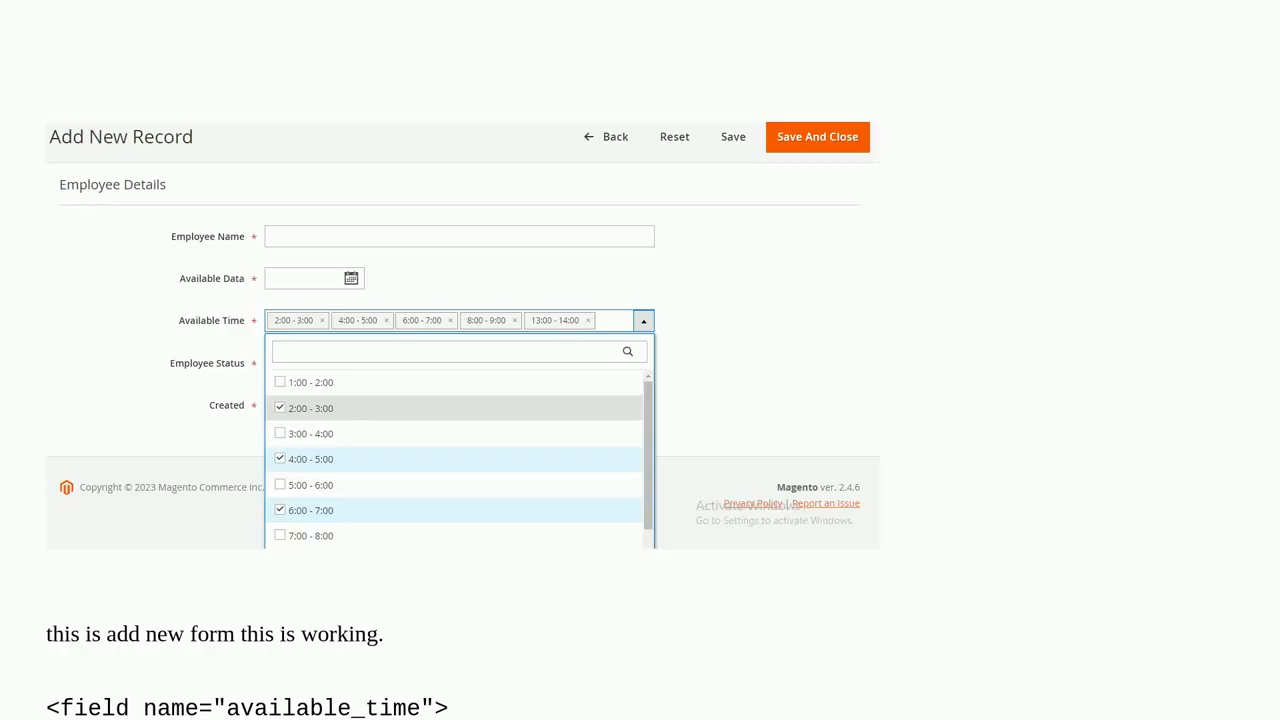 Add New Record
← Back Reset Save Save And Close
Employee Details
Employee Name *
Available Data *
Available Time * 2:00 - 3:00 × 4:00 - 5:00 × 6:00 - 7:00 × 8:00 - 9:00 × 13:00 - 14:00 ×
Employee Status *
1:00 - 2:00
Created *
2:00 - 3:00
3:00 - 4:00
4:00 - 5:00
5:00 - 6:00
6:00 - 7:00
7:00 - 8:00
Copyright © 2023 Magento Commerce Inc.
Magento ver. 2.4.6
Privacy Policy | Report an Issue
Activate Windows
Go to Settings to activate Windows.
this is add new form this is working.
<field name="available_time">